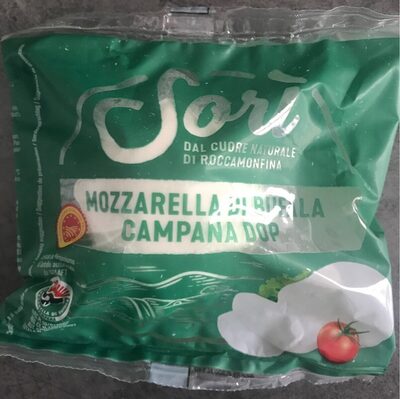 Sorì
DAL CUORE NATURALE
DI ROCCAMONFINA
MOZZARELLA DI BUFALA
CAMPANA DOP